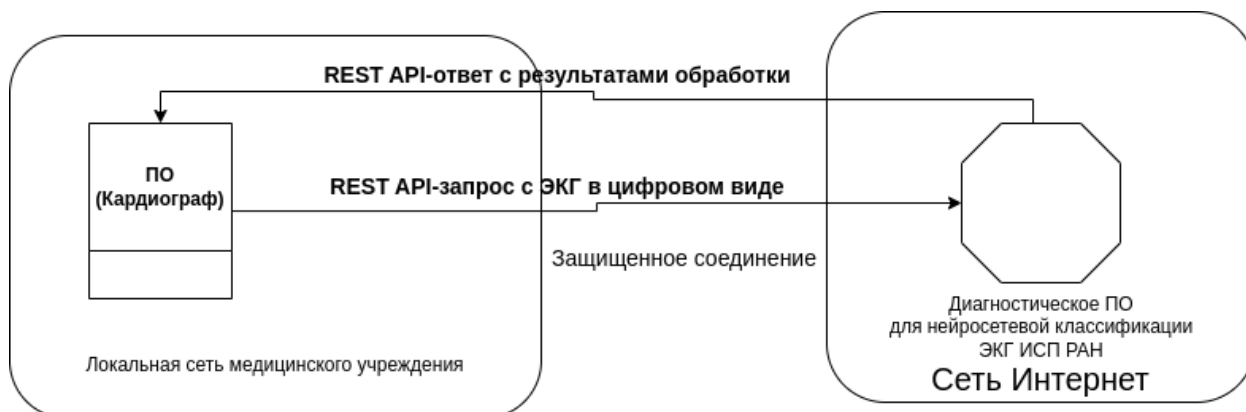 REST API-ответ с результатами обработки
ПО
(Кардиограф)
REST API-запрос с ЭКГ в цифровом виде
Защищенное соединение
Диагностическое ПО
для нейросетевой классификации
ЭКГ ИСП РАН
Локальная сеть медицинского учреждения
Сеть Интернет